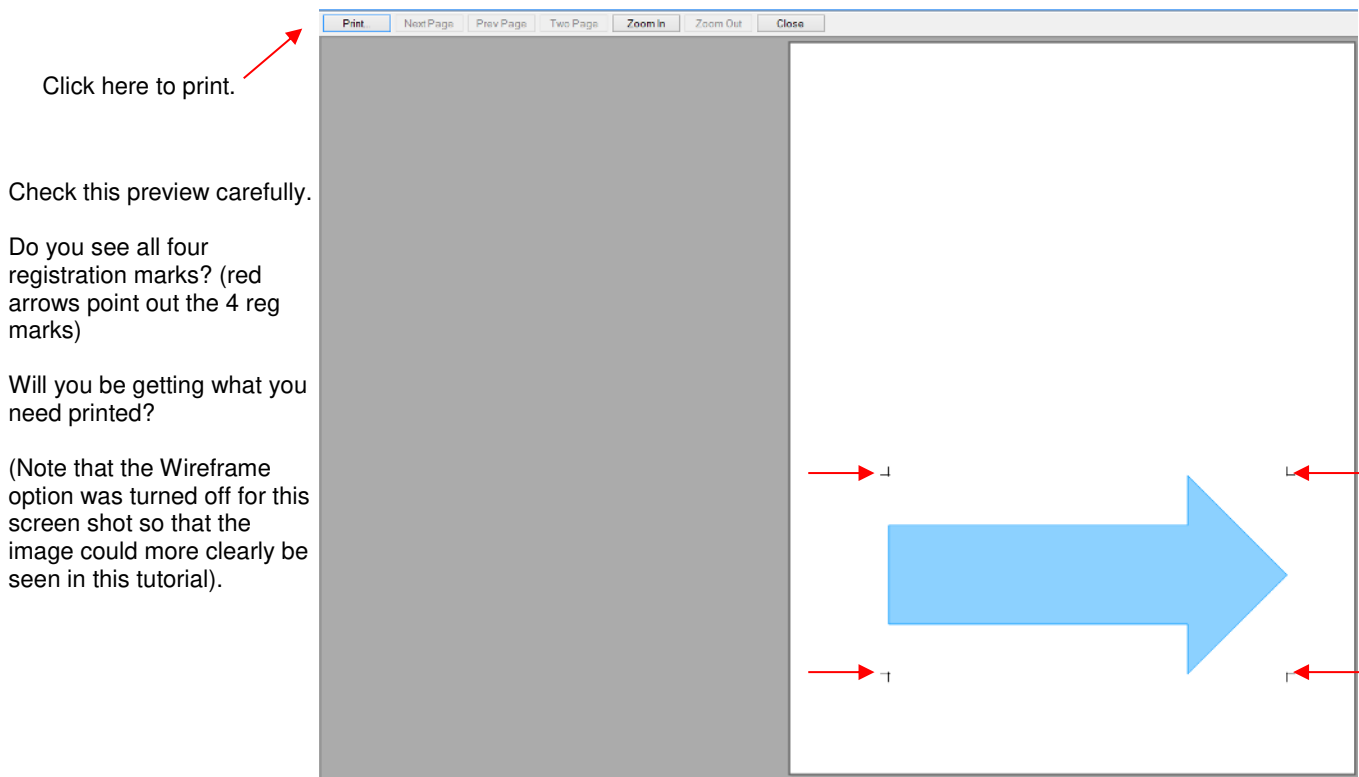 Print... Next Page Prev Page Two Page Zoom In Zoom Out Close
Click here to print.
Check this preview carefully.
Do you see all four
registration marks? (red
arrows point out the 4 reg
marks)
Will you be getting what you
need printed?
(Note that the Wireframe
option was turned off for this
screen shot so that the
image could more clearly be
seen in this tutorial).